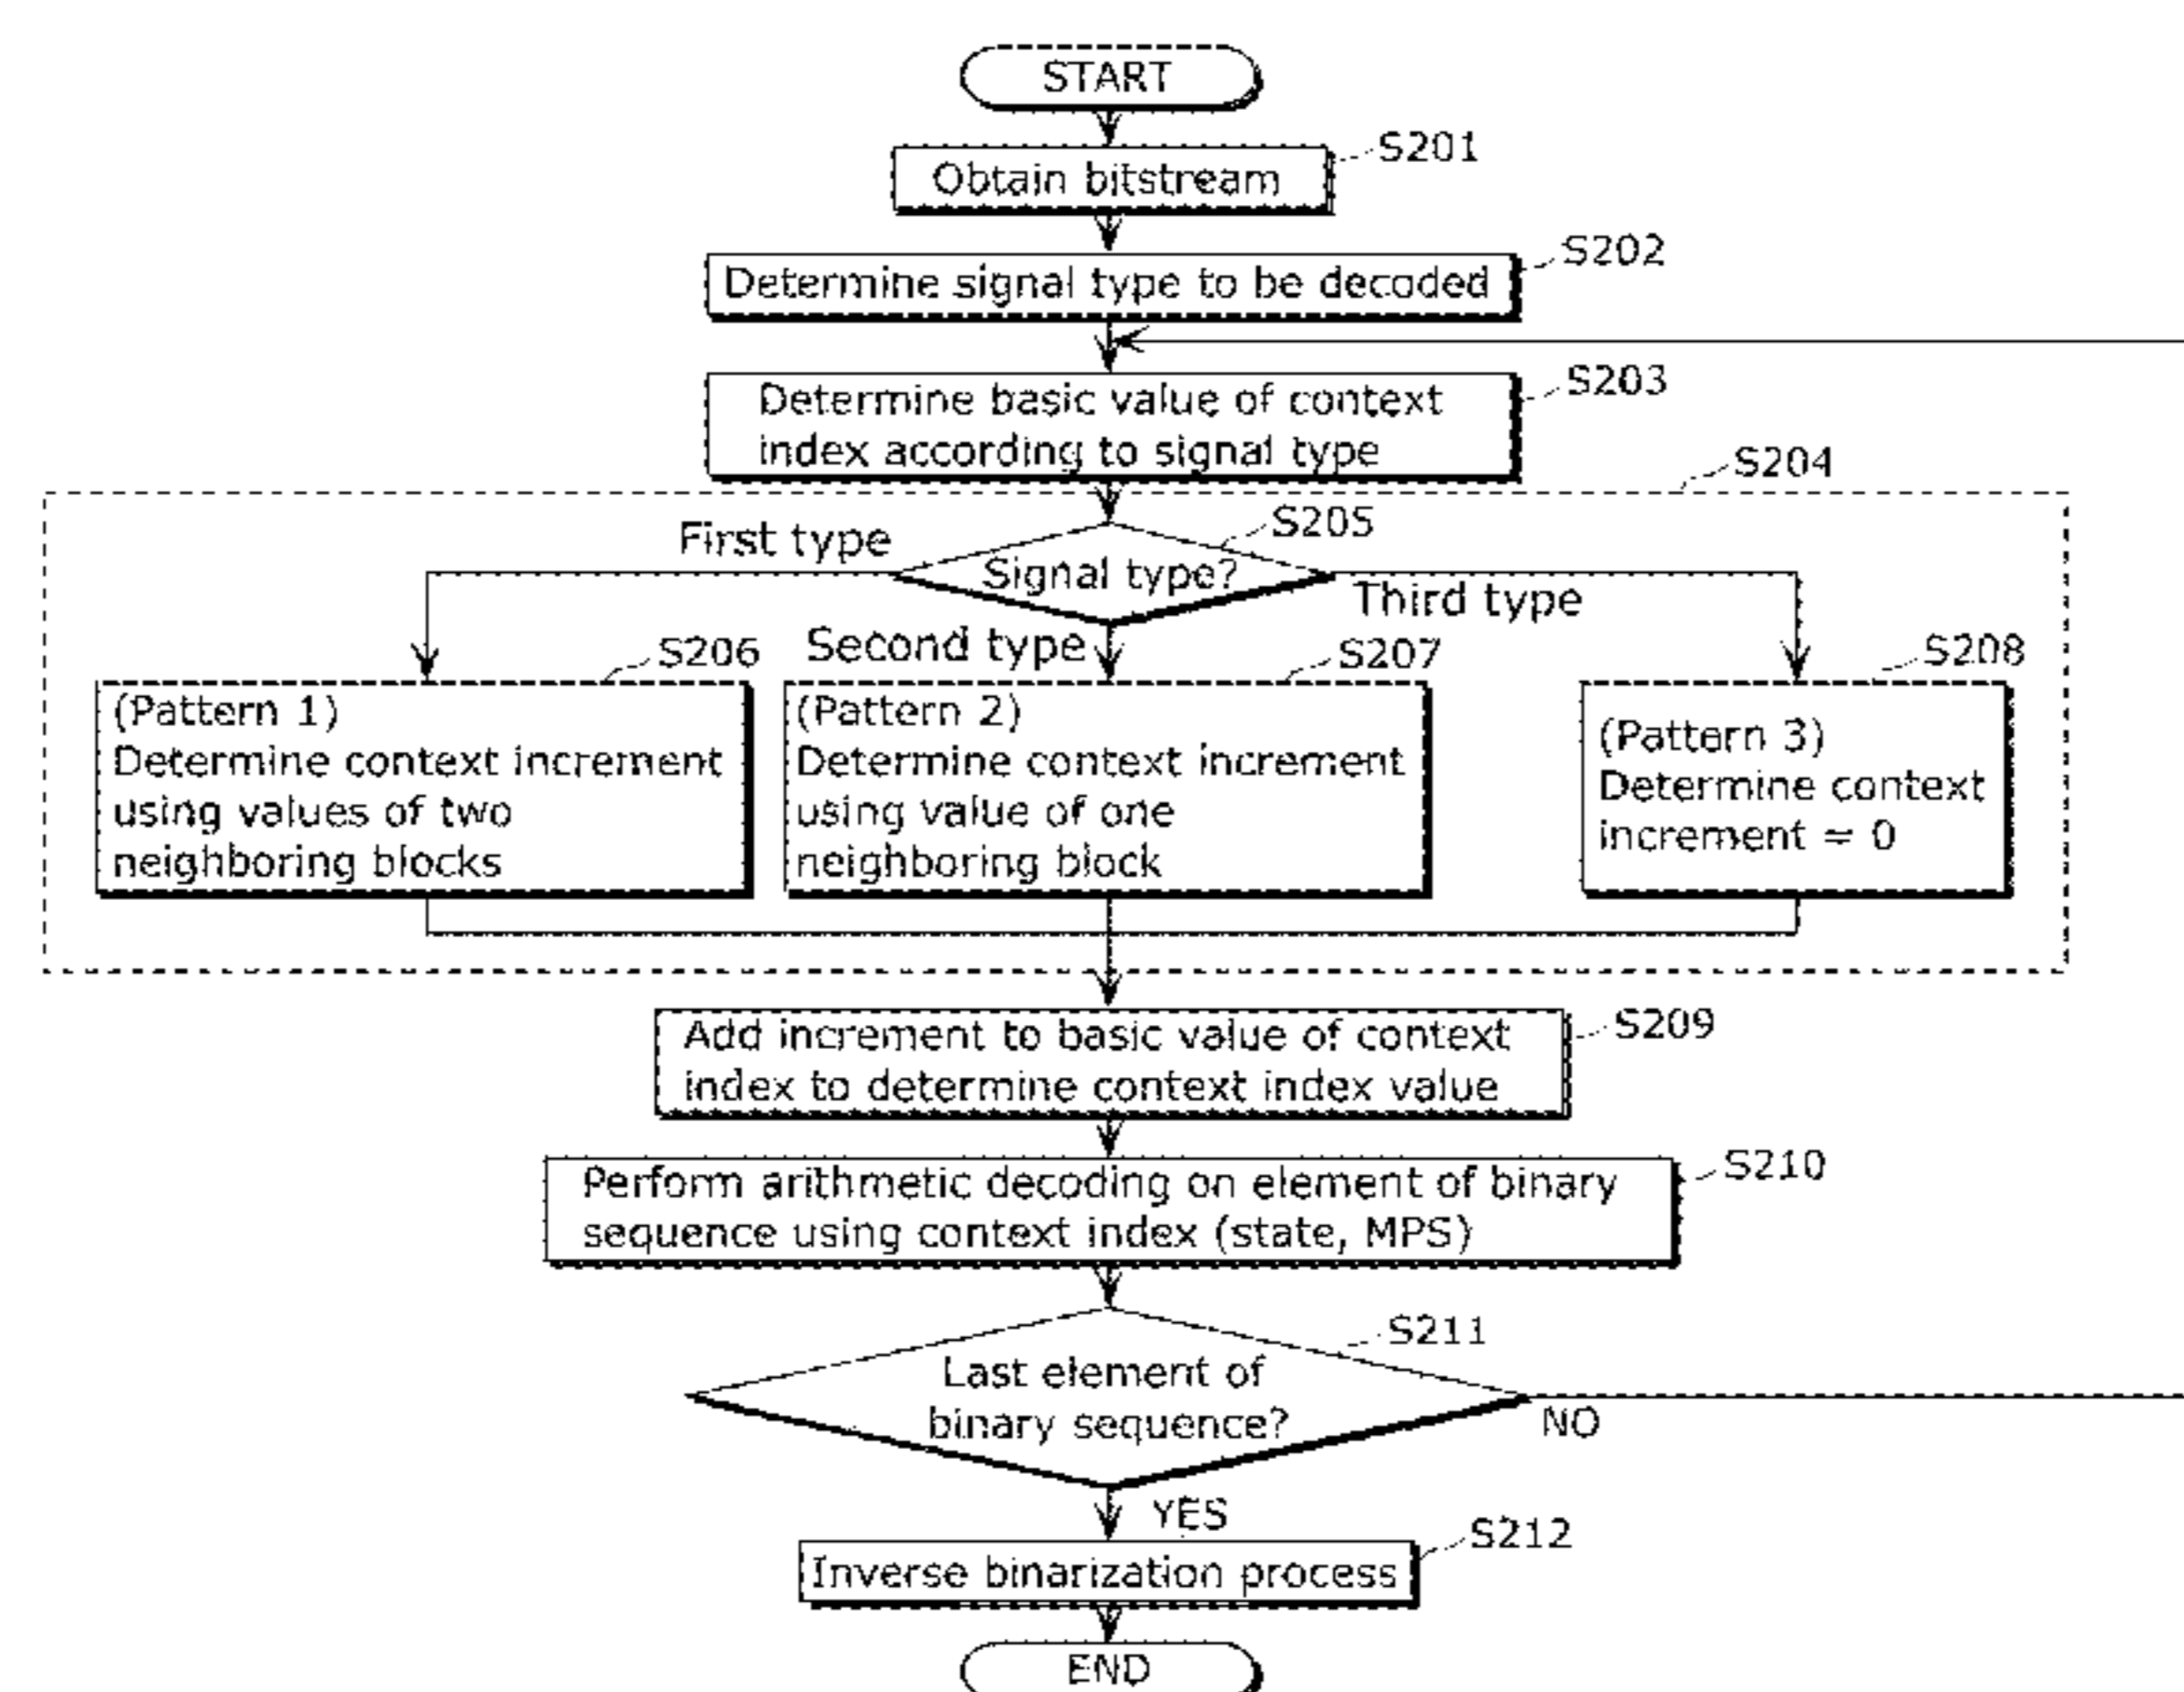 START
S201
Obtain bitstream
S202
Determine signal type to be decoded
S203
Determine basic value of context
index according to signal type
S204
S205
First type
Signal type?
Third type
Second type
S206
S207
S208
(Pattern 1)
Determine context increment
using values of two
neighboring blocks
(Pattern 2)
Determine context increment
using value of one
neighboring block
(Pattern 3)
Determine context
increment = 0
S209
Add increment to basic value of context
index to determine context index value
S210
Perform arithmetic decoding on element of binary
sequence using context index (state, MPS)
S211
Last element of
binary sequence?
NO
YES
S212
Inverse binarization process
END